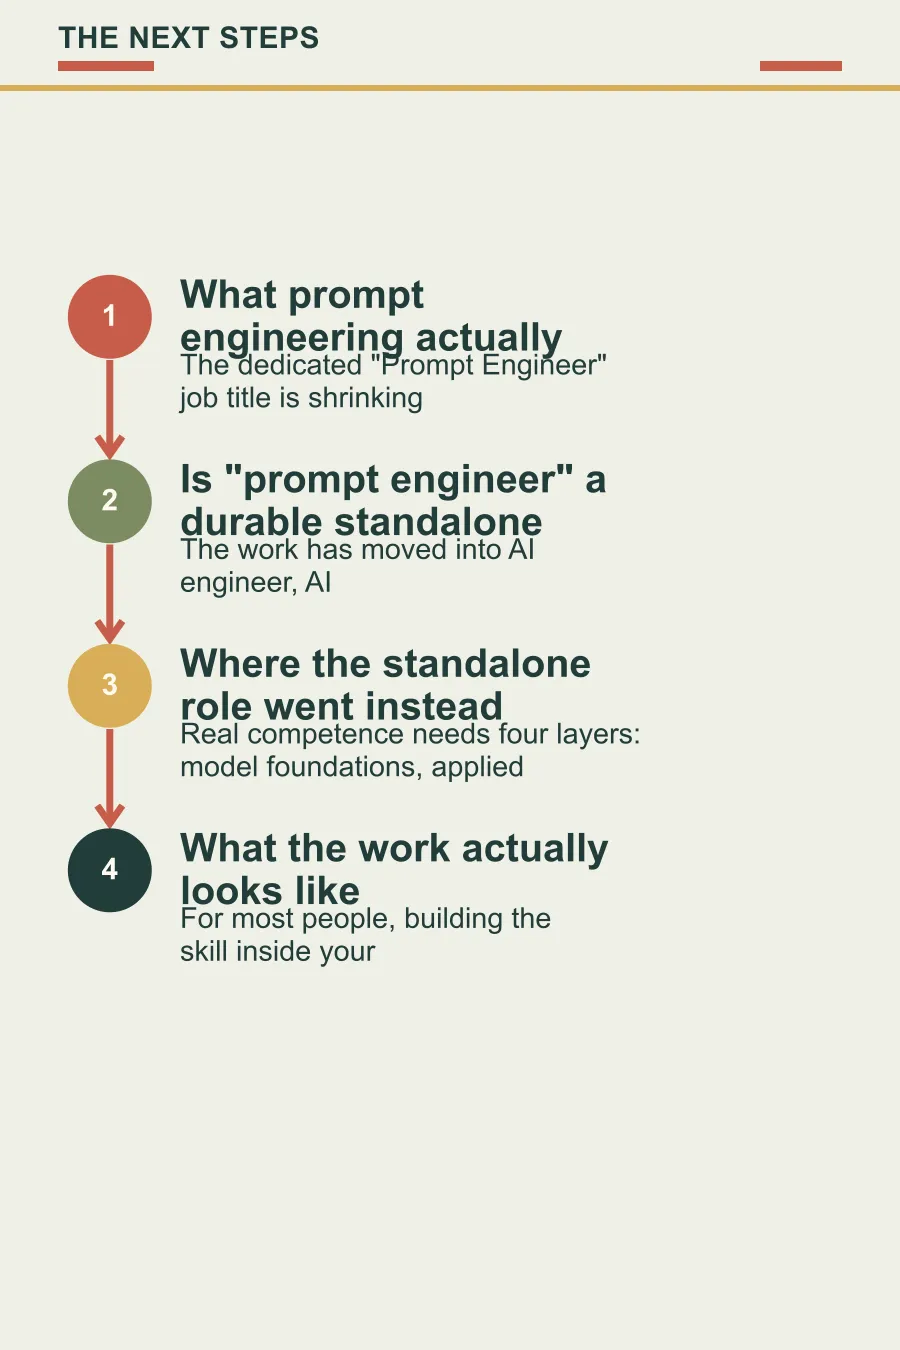 THE NEXT STEPS
1
What prompt
engineering actually
The dedicated "Prompt Engineer"
job title is shrinking
2
Is "prompt engineer" a
durable standalone
The work has moved into AI
engineer, AI
3
Where the standalone
role went instead
Real competence needs four layers:
model foundations, applied
4
What the work actually
looks like
For most people, building the
skill inside your